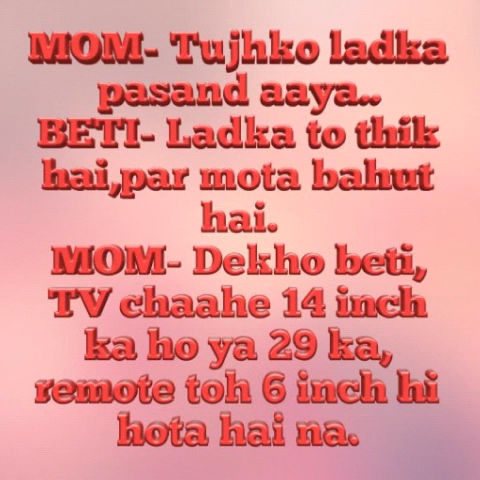 MOM- Tujhko ladka
pasand aaya..
BETI- Ladka to thik
hai,par mota bahut
hai.
MOM- Dekho beti,
TV chaahe 14 inch
ka ho ya 29 ka,
remote toh 6 inch hi
hota hai na.